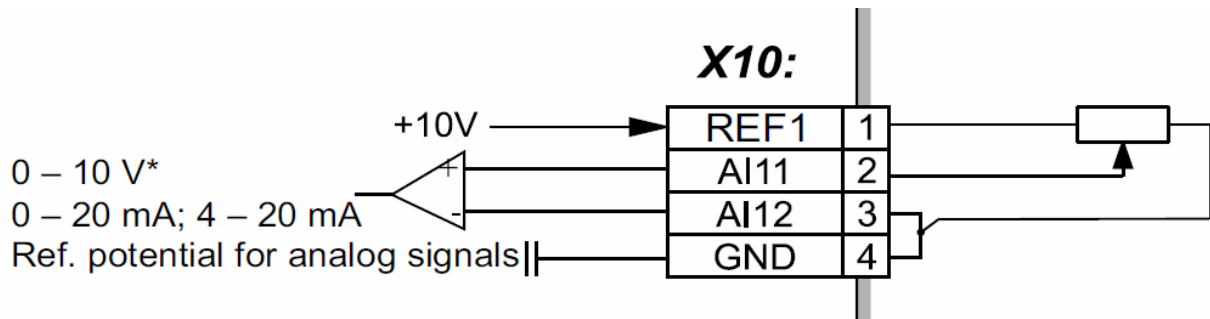 X10:
+10V
REF1 1
0 – 10 V*
AI11 2
+
0 – 20 mA; 4 – 20 mA
AI12 3
-
Ref. potential for analog signals
GND 4